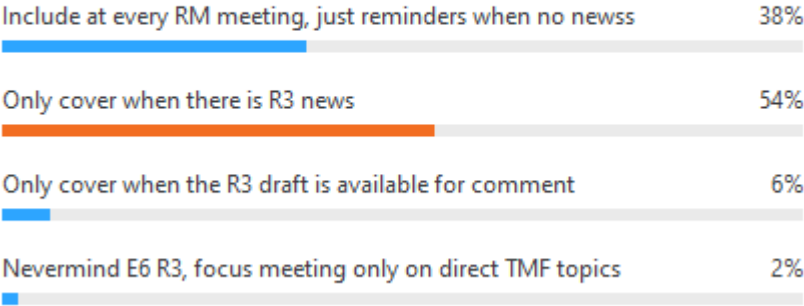 Include at every RM meeting, just reminders when no newss 38%
Only cover when there is R3 news 54%
Only cover when the R3 draft is available for comment 6%
Nevermind E6 R3, focus meeting only on direct TMF topics 2%